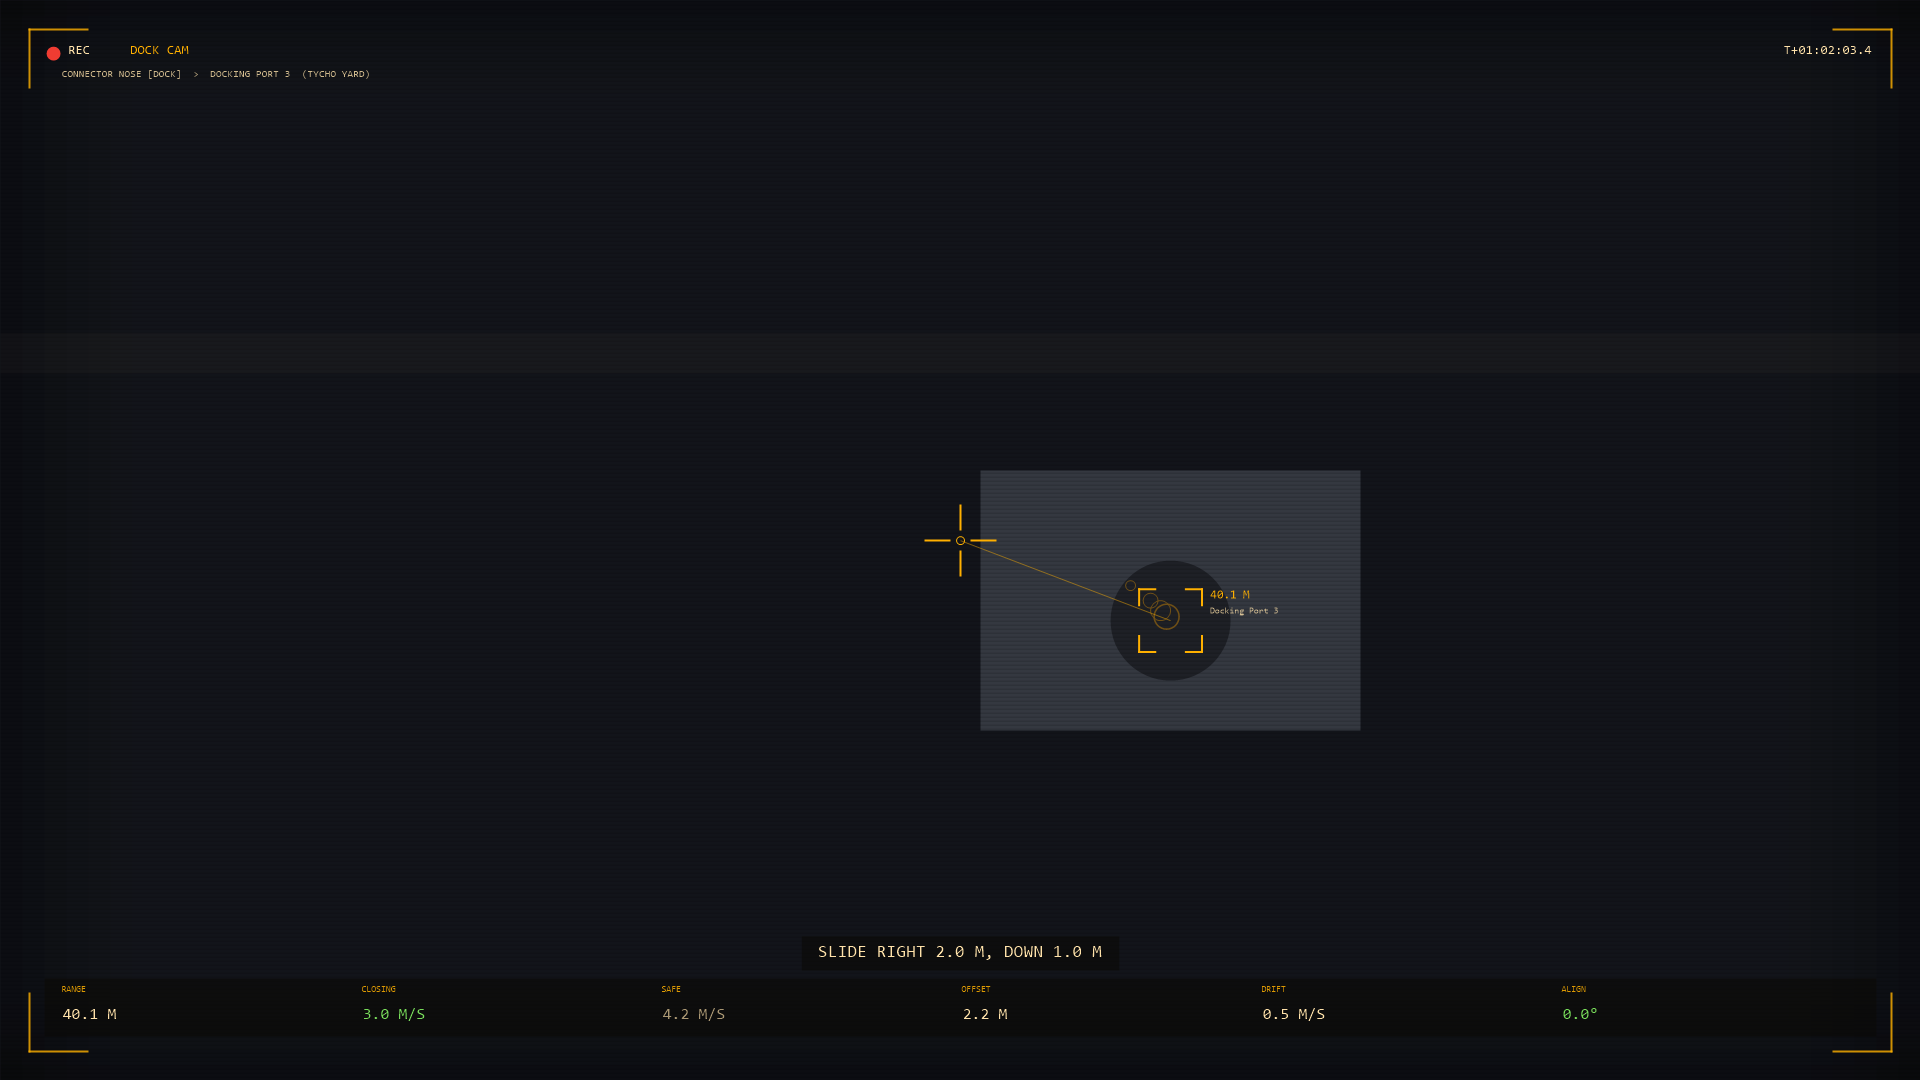 REC DOCK CAM T+01:02:03.4
CONNECTOR NOSE [DOCK] > DOCKING PORT 3 (TYCHO YARD)
40.1 M
Docking Port 3
SLIDE RIGHT 2.0 M, DOWN 1.0 M
RANGE CLOSING SAFE OFFSET DRIFT ALIGN
40.1 M 3.0 M/S 4.2 M/S 2.2 M 0.5 M/S 0.0°